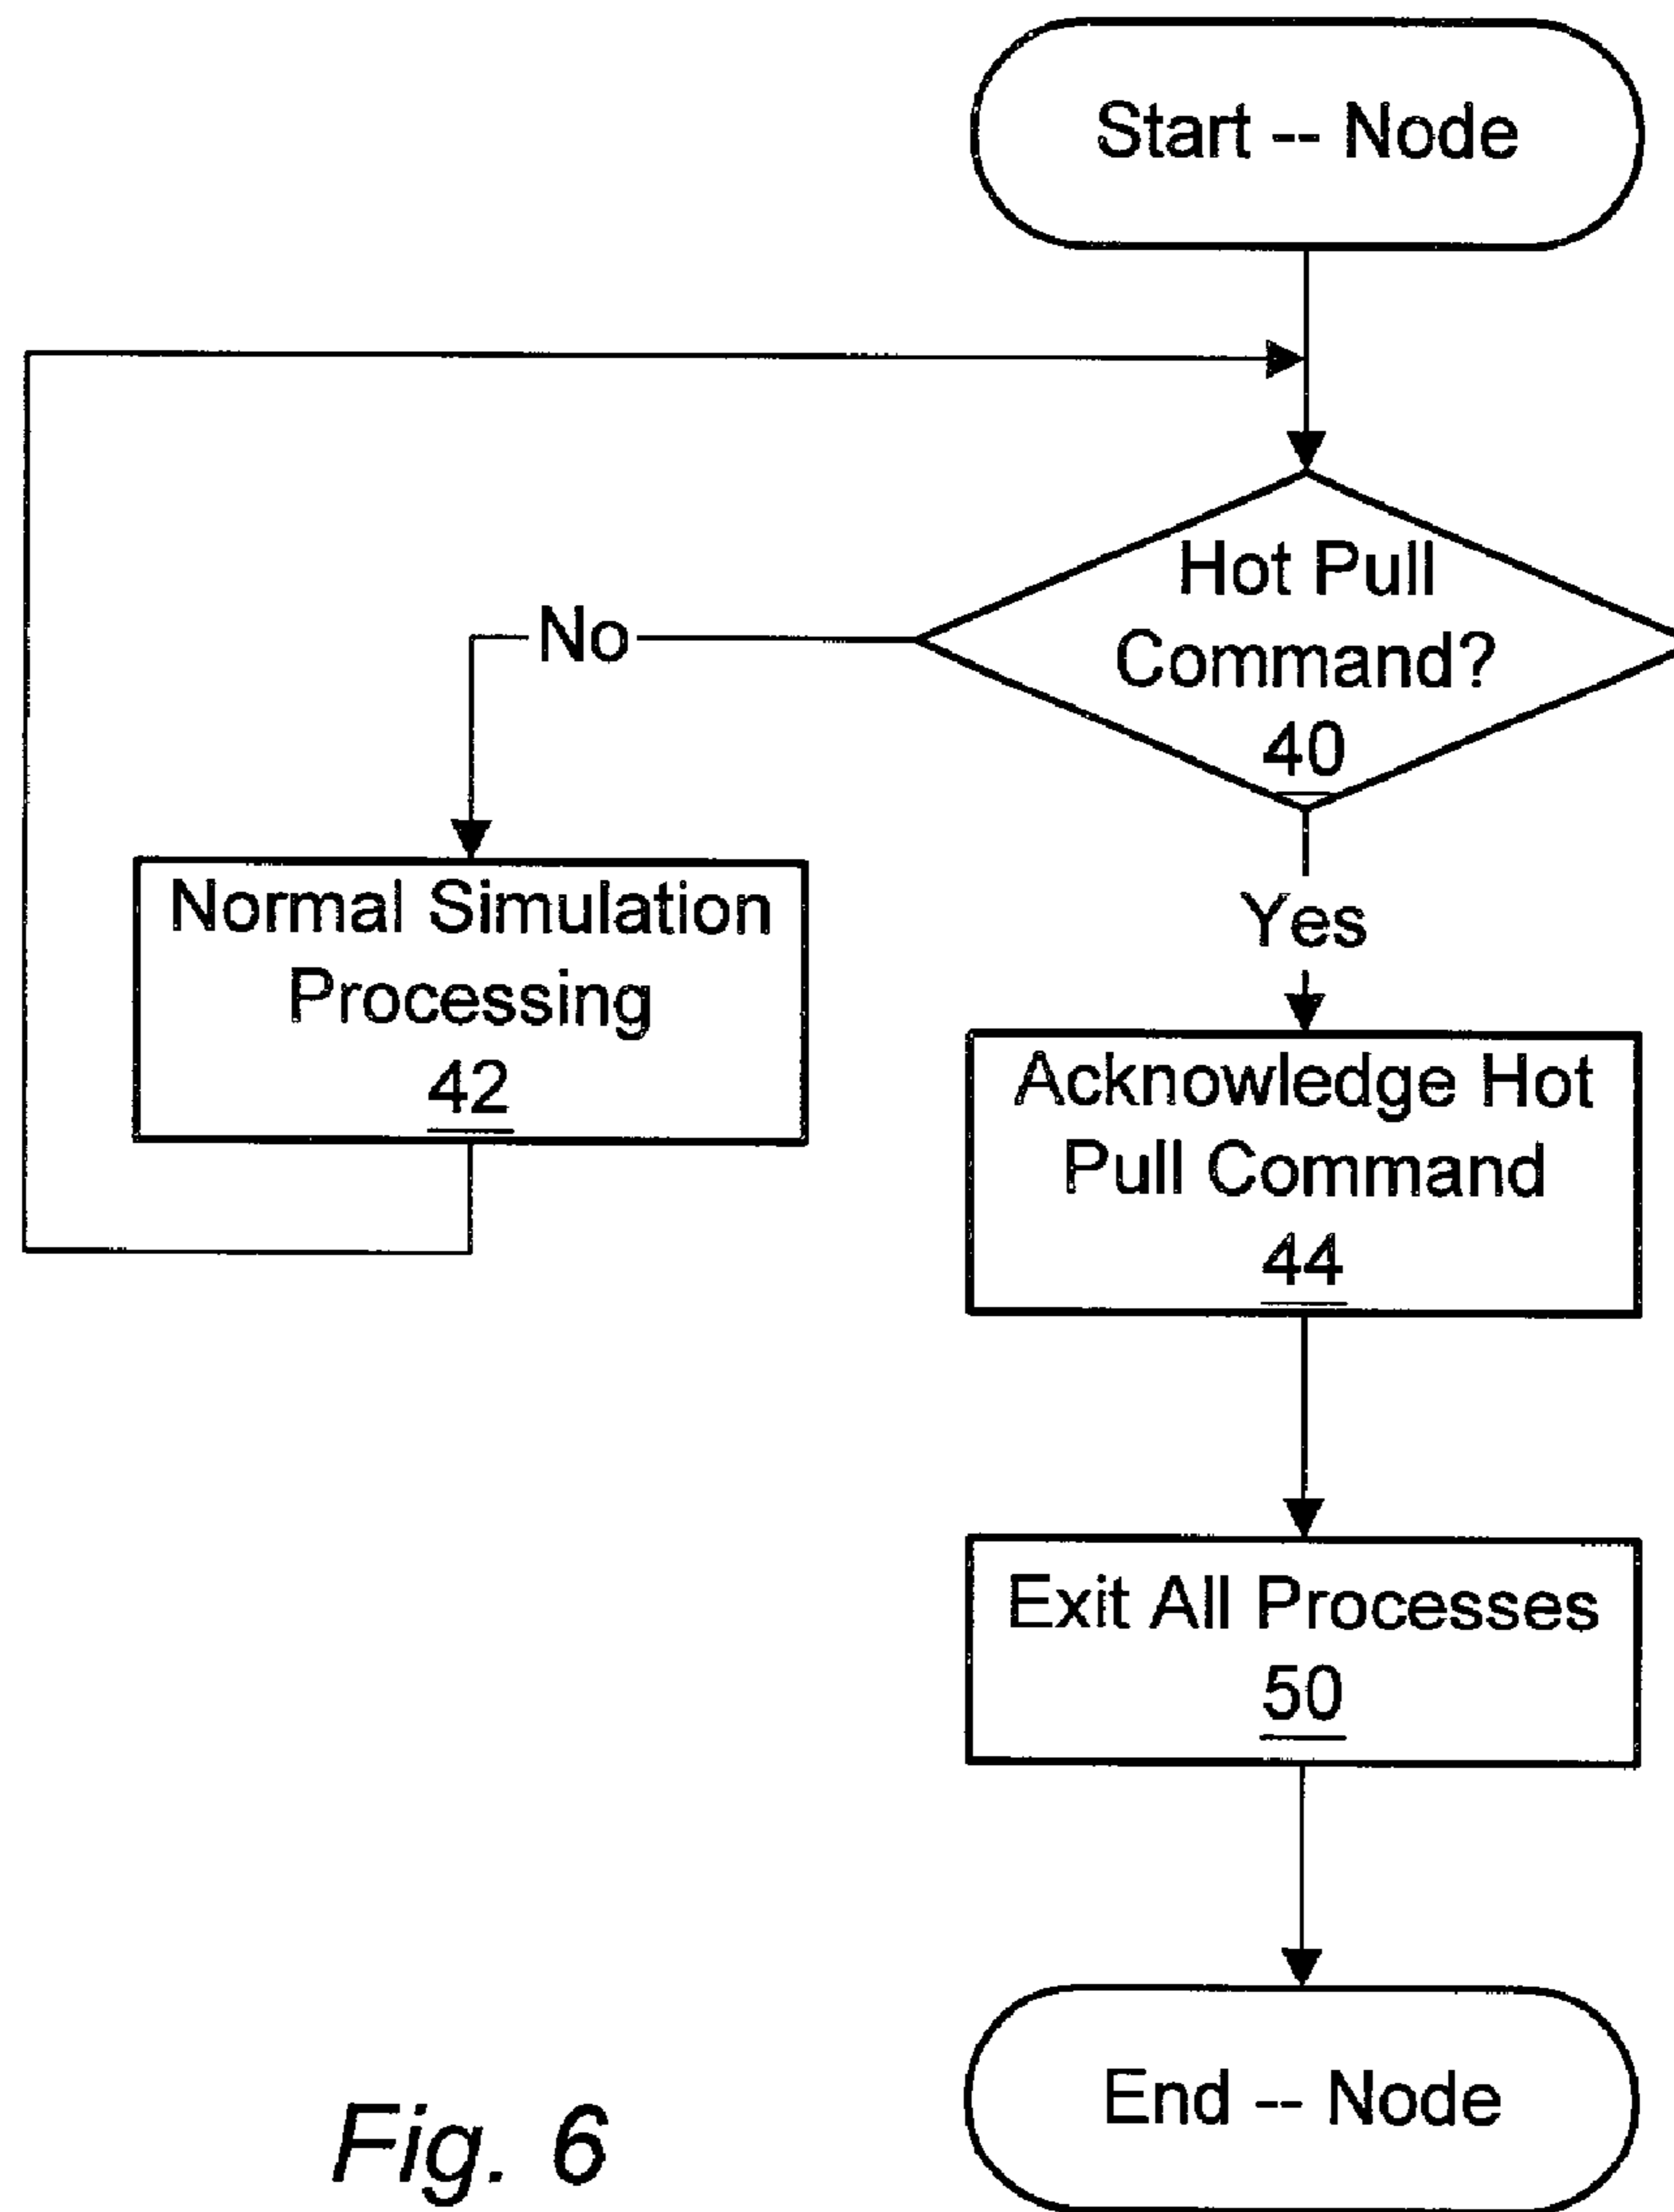 Start -- Node
Hot Pull
Command?
40
No
Yes
Normal Simulation
Processing
42
Acknowledge Hot
Pull Command
44
Exit All Processes
50
End -- Node
Fig. 6